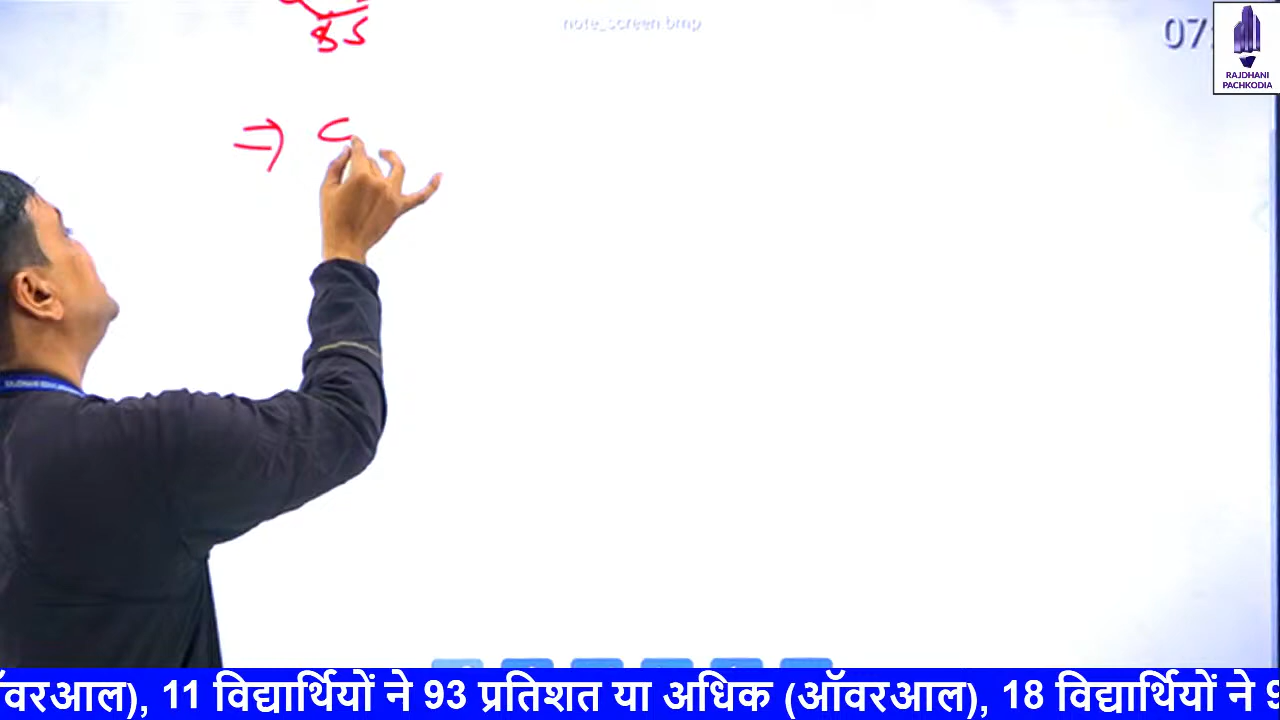 note_screen.bmp
85
07:
RAJDHANI
PACHKODIA
⇒ C
ॉवरआल), 11 विद्यार्थियों ने 93 प्रतिशत या अधिक (ऑवरआल), 18 विद्यार्थियों ने 9